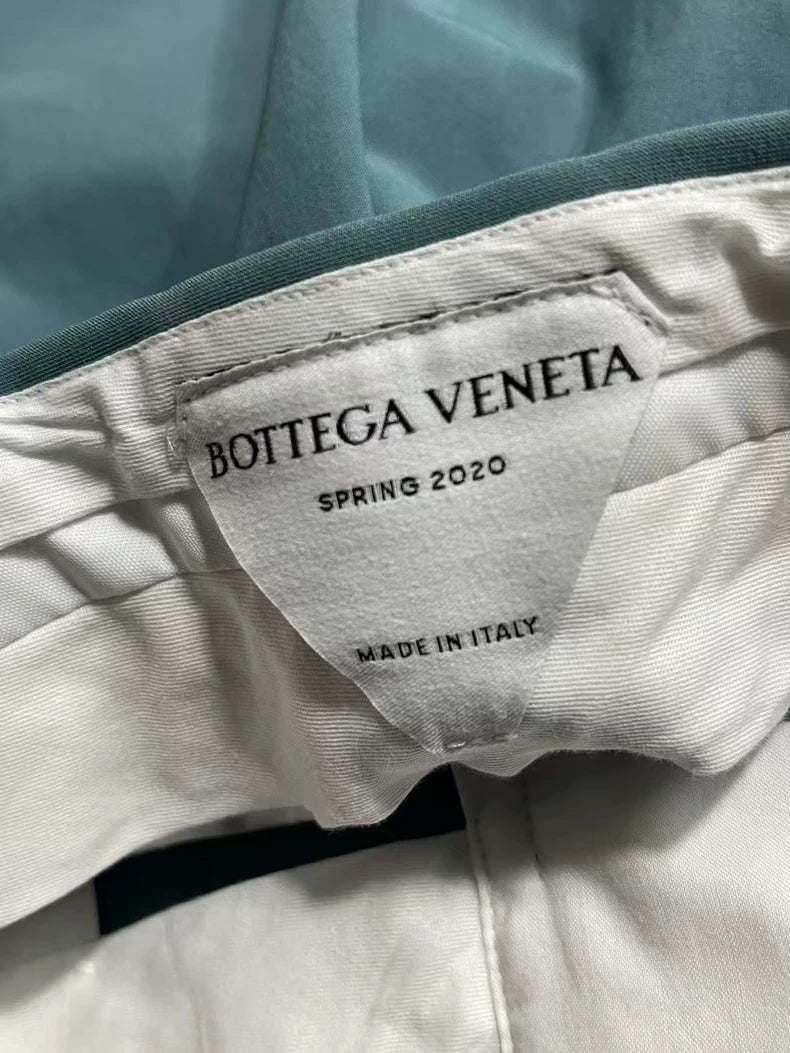 BOTTEGA VENETA
SPRING 2020
MADE IN ITALY